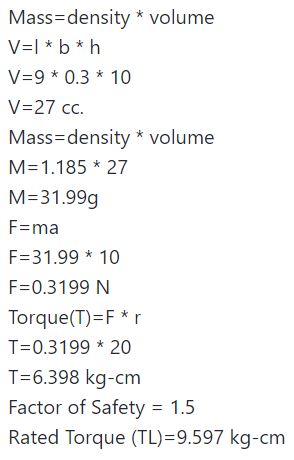 Mass=density * volume
V=l * b * h
V=9 * 0.3 * 10
V=27 cc.
Mass=density * volume
M=1.185 * 27
M=31.99g
F=ma
F=31.99 * 10
F=0.3199 N
Torque(T)=F * r
T=0.3199 * 20
T=6.398 kg-cm
Factor of Safety = 1.5
Rated Torque (TL)=9.597 kg-cm